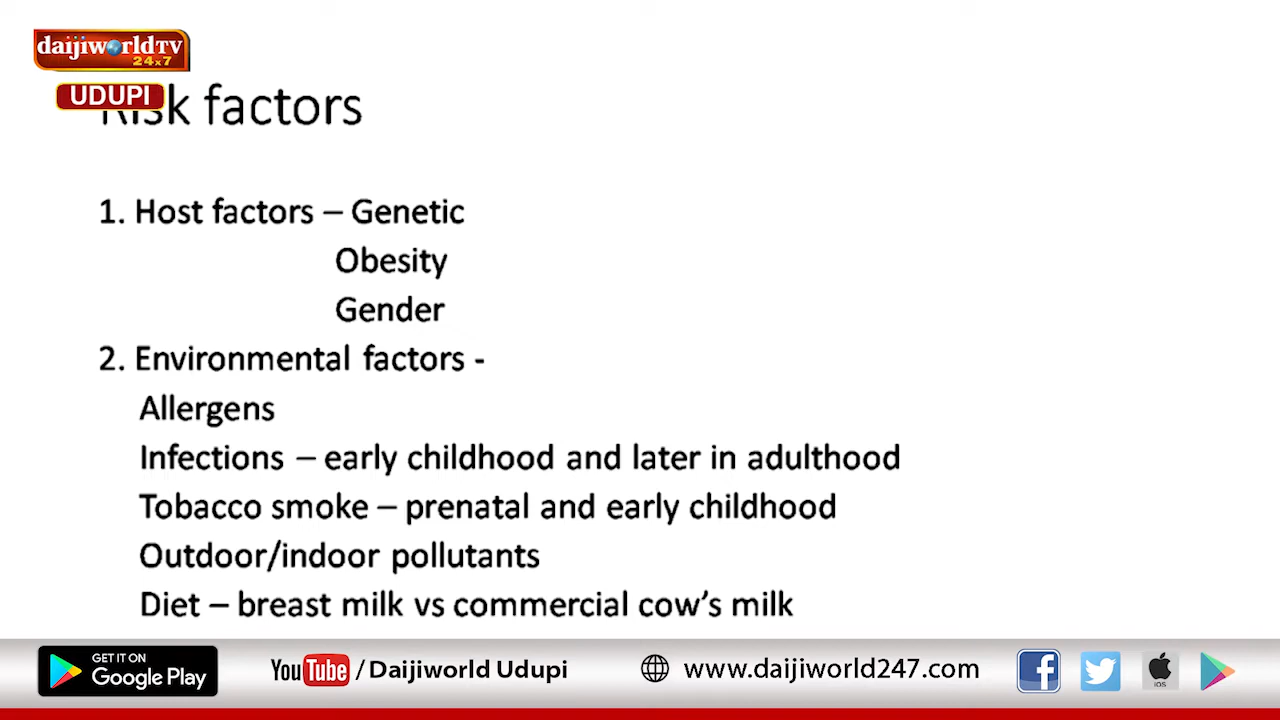 daijiworldTV
24x7
UDUPI
Risk factors
1. Host factors – Genetic
Obesity
Gender
2. Environmental factors -
Allergens
Infections – early childhood and later in adulthood
Tobacco smoke – prenatal and early childhood
Outdoor/indoor pollutants
Diet – breast milk vs commercial cow's milk
GET IT ON
Google Play
YouTube / Daijiworld Udupi
www.daijiworld247.com
f
iOS